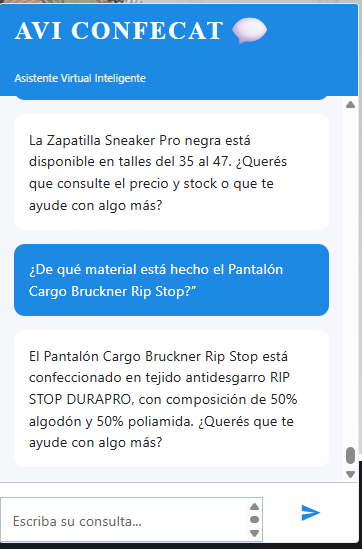 AVI CONFECAT
Asistente Virtual Inteligente
La Zapatilla Sneaker Pro negra está
disponible en talles del 35 al 47. ¿Querés
que consulte el precio y stock o que te
ayude con algo más?
¿De qué material está hecho el Pantalón
Cargo Bruckner Rip Stop?”
El Pantalón Cargo Bruckner Rip Stop está
confeccionado en tejido antidesgarro RIP
STOP DURAPRO, con composición de 50%
algodón y 50% poliamida. ¿Querés que te
ayude con algo más?
Escriba su consulta...